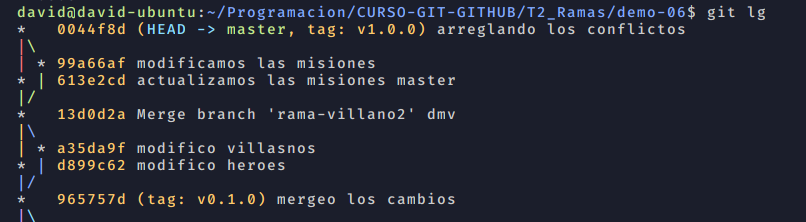 david@david-ubuntu:~/Programacion/CURSO-GIT-GITHUB/T2_Ramas/demo-06$ git lg
*   0044f8d (HEAD -> master, tag: v1.0.0) arreglando los conflictos
|\
| * 99a66af modificamos las misiones
* | 613e2cd actualizamos las misiones master
|/
*   13d0d2a Merge branch 'rama-villano2' dmv
|\
| * a35da9f modifico villasnos
* | d899c62 modifico heroes
|/
*   965757d (tag: v0.1.0) mergeo los cambios
|\